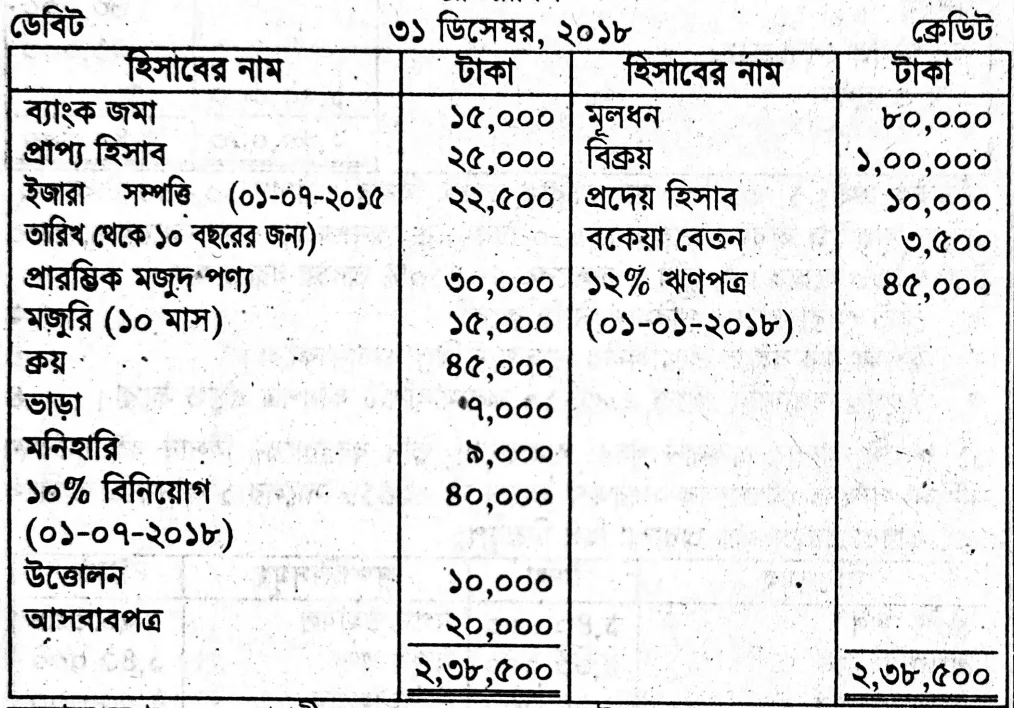 ডেবিট ৩১ ডিসেম্বর, ২০১৮ ক্রেডিট
হিসাবের নাম টাকা হিসাবের নাম টাকা
ব্যাংক জমা ১৫,০০০ মূলধন ৮০,০০০
প্রাপ্য হিসাব ২৫,০০০ বিক্রয় ১,০০,০০০
ইজারা সম্পত্তি (০১-০৭-২০১৫ ২২,৫০০ প্রদেয় হিসাব ১০,০০০
তারিখ থেকে ১০ বছরের জন্য) বকেয়া বেতন ৩,৫০০
প্রারম্ভিক মজুদ পণ্য ৩০,০০০ ১২% ঋণপত্র ৪৫,০০০
মজুরি (১০ মাস) ১৫,০০০ (০১-০১-২০১৮)
ক্রয় ৪৫,০০০
ভাড়া ৭,০০০
মনিহারি ৯,০০০
১০% বিনিয়োগ ৪০,০০০
(০১-০৭-২০১৮)
উত্তোলন ১০,০০০
আসবাবপত্র ২০,০০০
২,৩৮,৫০০ ২,৩৮,৫০০